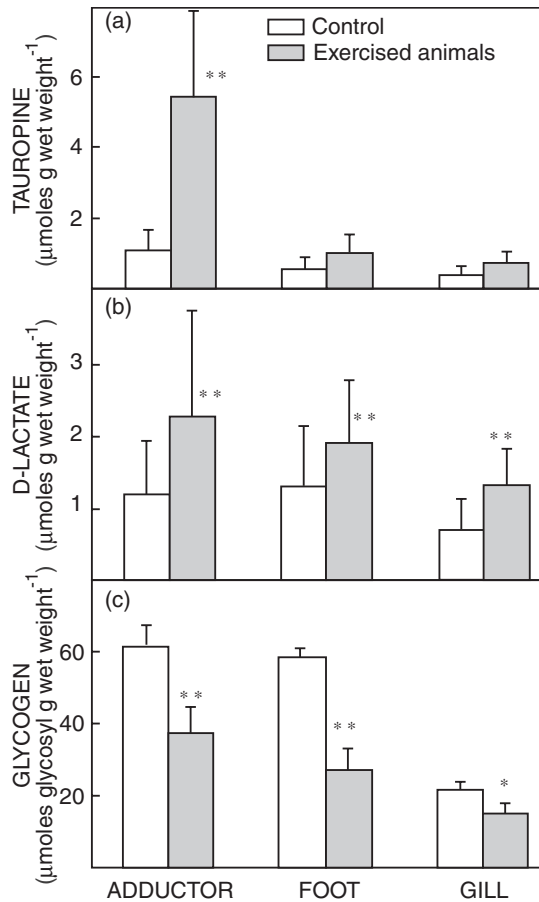 (a)
Control
Exercised animals
TAUROPINE
(μmoles g wet weight⁻¹)
6
4
2
**
(b)
D-LACTATE
(μmoles g wet weight⁻¹)
3
2
1
**
**
**
(c)
GLYCOGEN
(μmoles glycosyl g wet weight⁻¹)
60
40
20
**
**
*
ADDUCTOR FOOT GILL